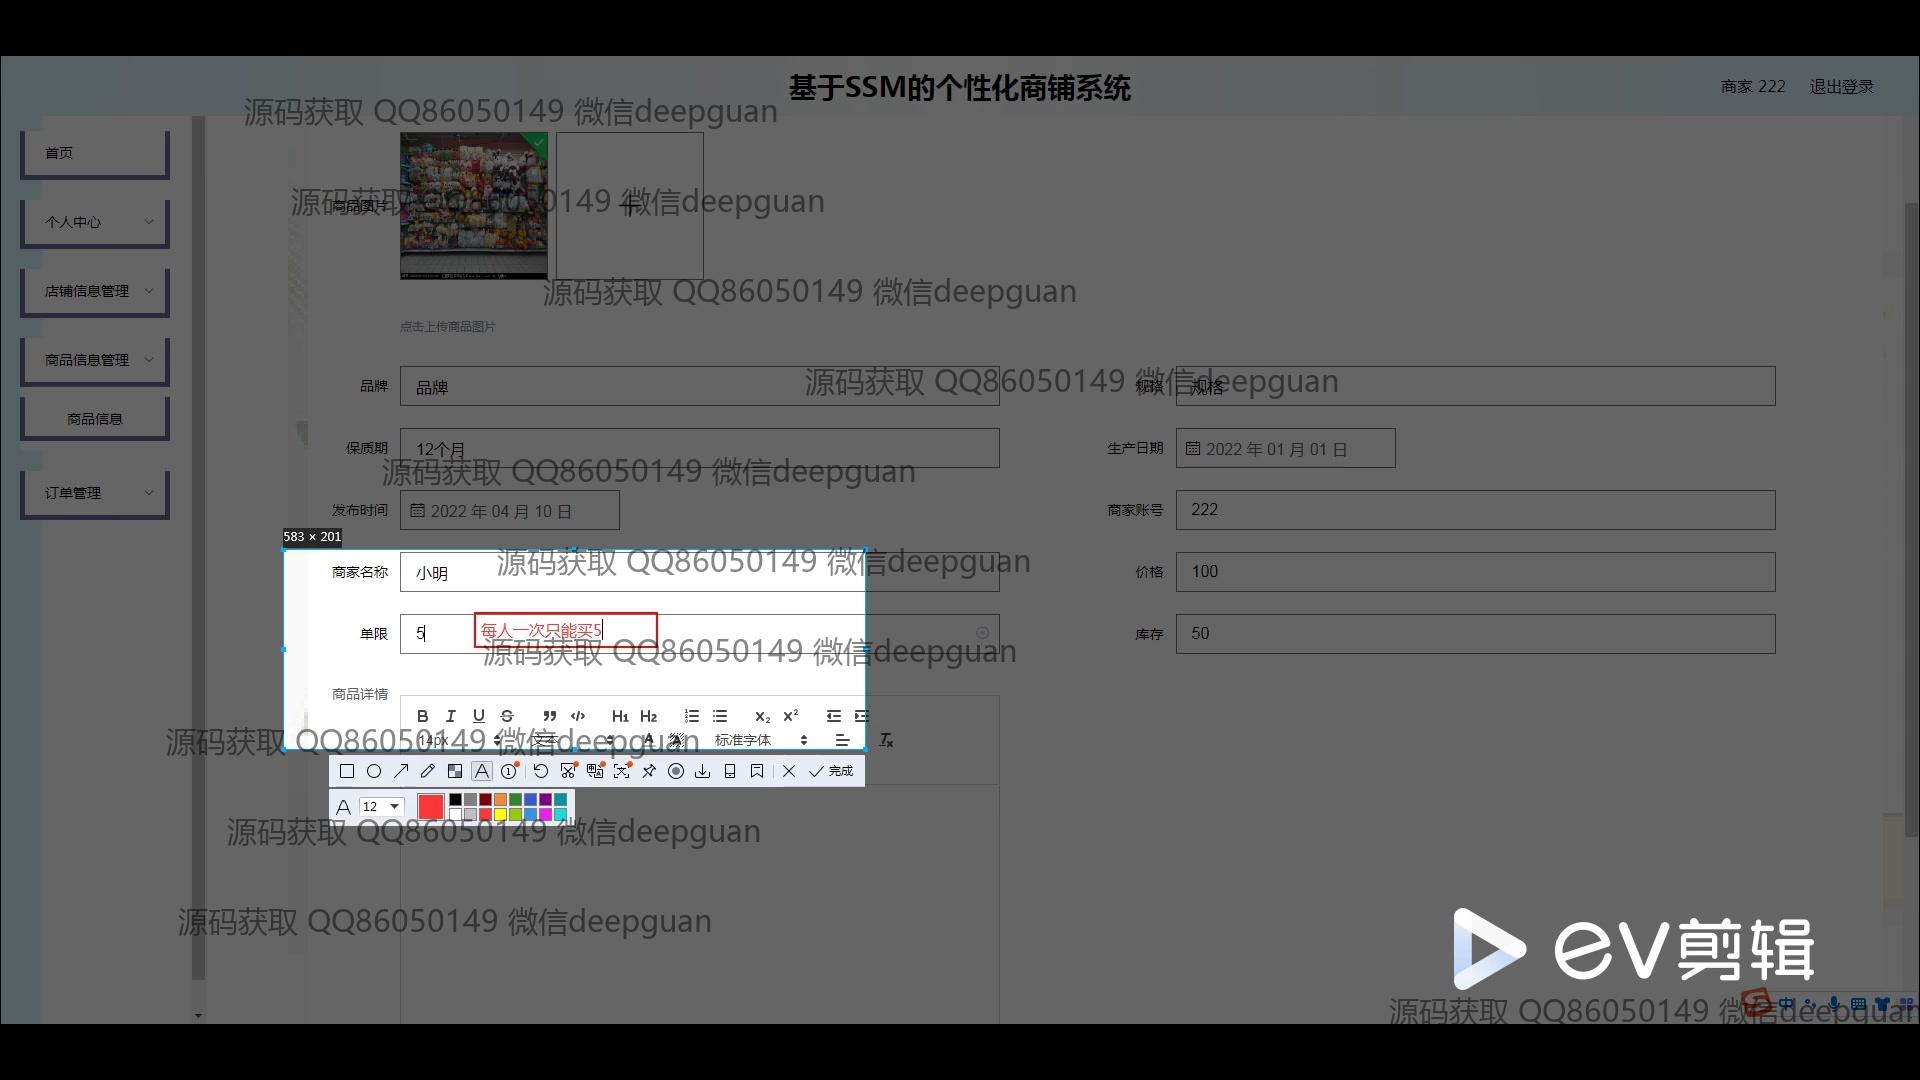 基于SSM的个性化商铺系统
商家 222
退出登录
源码获取 QQ86050149 微信deepguan
首页
个人中心
店铺信息管理
商品信息管理
商品信息
订单管理
商品图片
源码获取 QQ86050149 微信deepguan
源码获取 QQ86050149 微信deepguan
点击上传商品图片
品牌
品牌
源码获取 QQ86050149 微信deepguan
规格
规格
保质期
12个月
生产日期
2022 年 01 月 01 日
源码获取 QQ86050149 微信deepguan
发布时间
2022 年 04 月 10 日
商家账号
222
583 × 201
商家名称
小明
源码获取 QQ86050149 微信deepguan
价格
100
单限
5
每人一次只能买5
库存
50
源码获取 QQ86050149 微信deepguan
商品详情
B I U S H1 H2 X₂ X²
14px
文本
标准字体
源码获取 QQ86050149 微信deepguan
完成
A 12
源码获取 QQ86050149 微信deepguan
源码获取 QQ86050149 微信deepguan
ev剪辑
源码获取 QQ86050149 微信deepguan
中